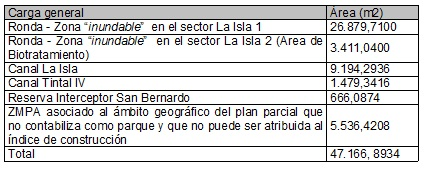 Carga general Área (m2)
Ronda - Zona “inundable” en el sector La Isla 1 26.879,7100
Ronda - Zona “inundable” en el sector La Isla 2 (Area de
Biotratamiento) 3.411,0400
Canal La Isla 9.194,2936
Canal Tintal IV 1.479,3416
Reserva Interceptor San Bernardo 666,0874
ZMPA asociado al ámbito geográfico del plan parcial que
no contabiliza como parque y que no puede ser atribuida al
índice de construcción 5.536,4208
Total 47.166, 8934